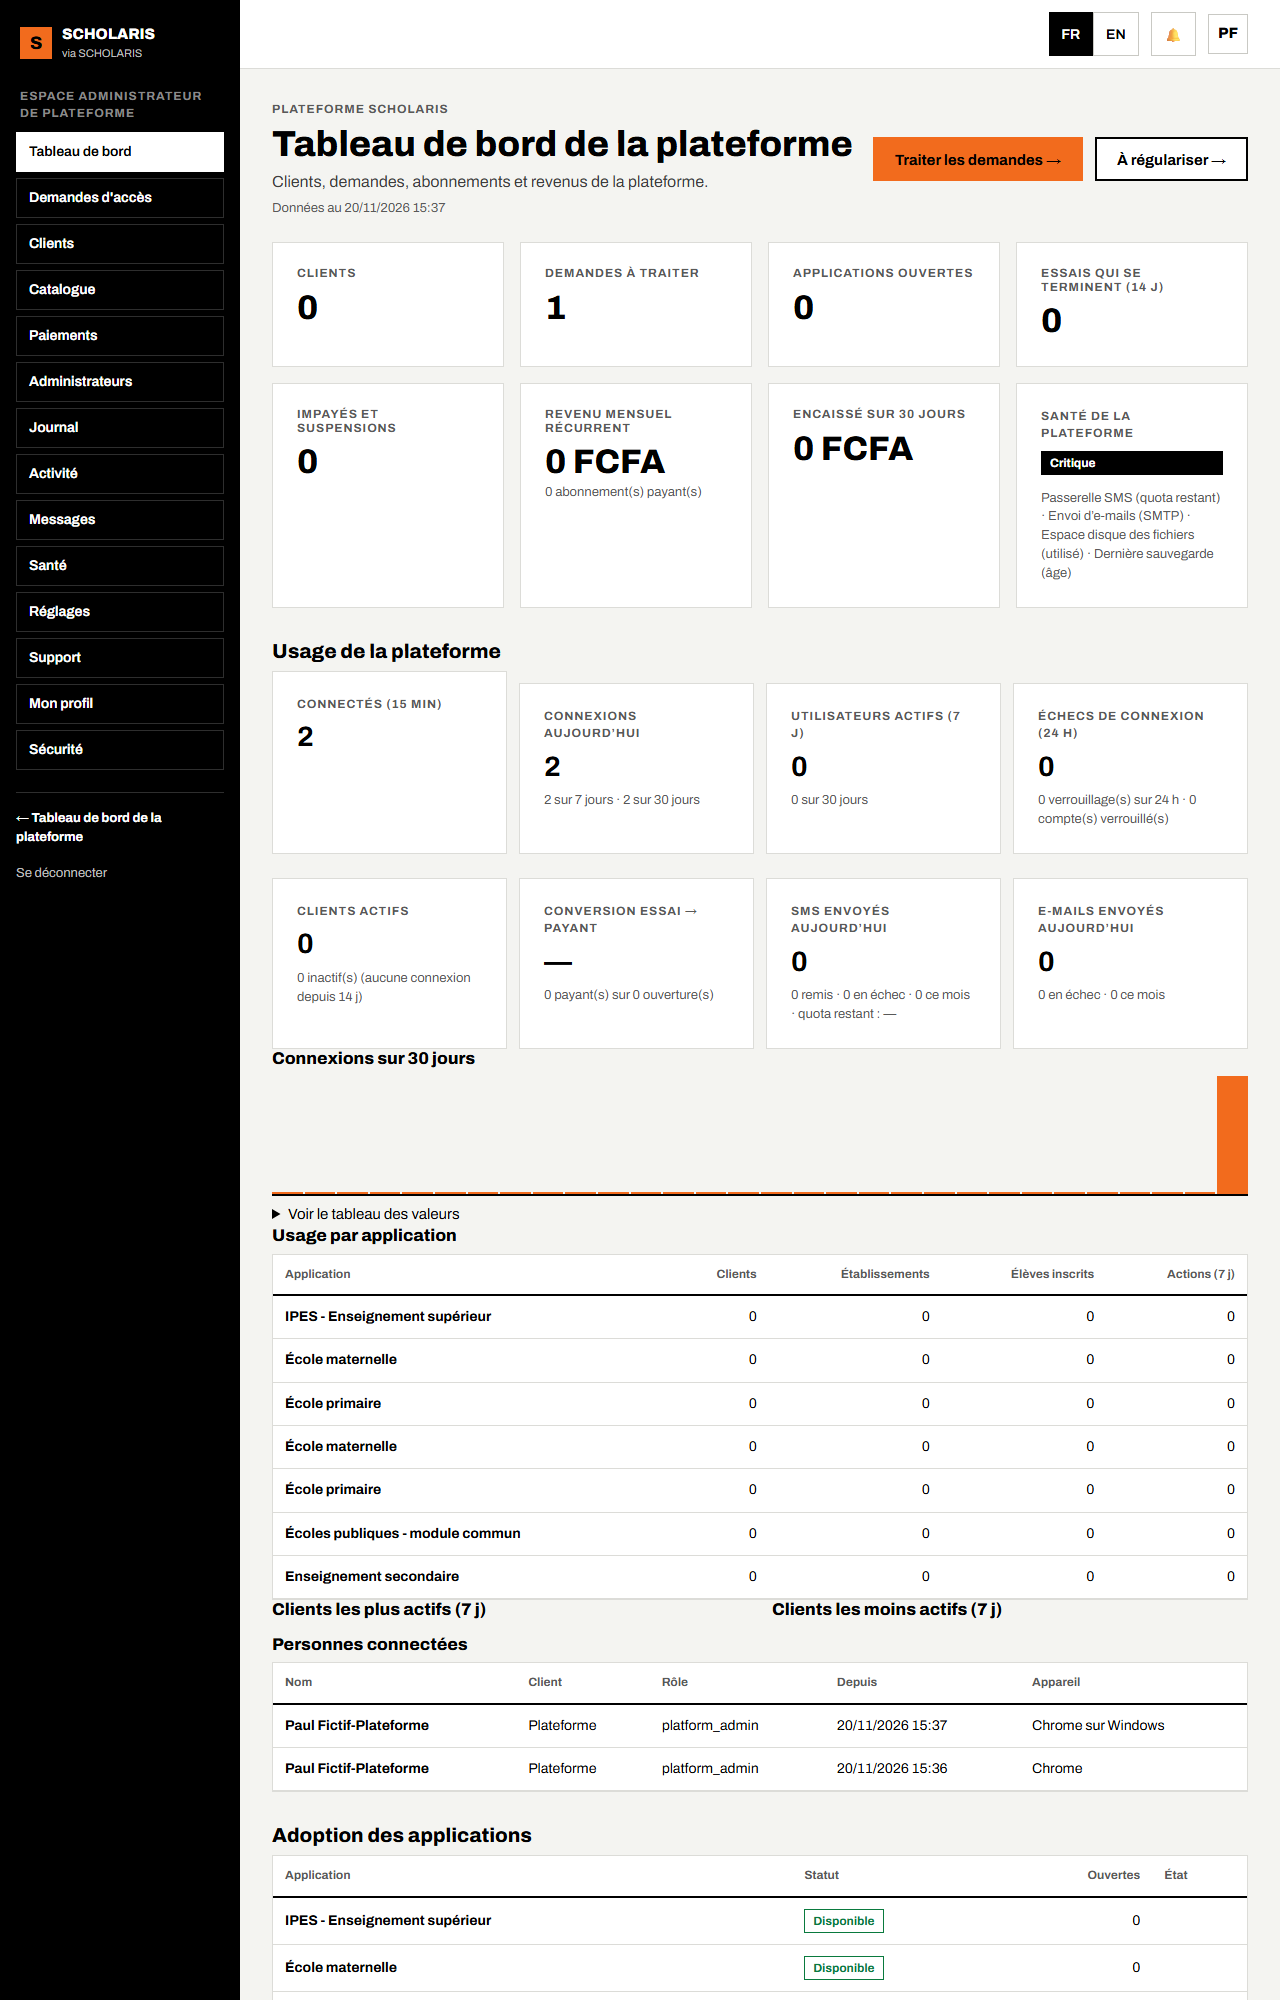 S
SCHOLARIS
via SCHOLARIS
ESPACE ADMINISTRATEUR
DE PLATEFORME
Tableau de bord
Demandes d'accès
Clients
Catalogue
Paiements
Administrateurs
Journal
Activité
Messages
Santé
Réglages
Support
Mon profil
Sécurité
← Tableau de bord de la
plateforme
Se déconnecter
FR EN PF
PLATEFORME SCHOLARIS
Tableau de bord de la plateforme
Clients, demandes, abonnements et revenus de la plateforme.
Données au 20/11/2026 15:37
Traiter les demandes →
À régulariser →
CLIENTS
0
DEMANDES À TRAITER
1
APPLICATIONS OUVERTES
0
ESSAIS QUI SE
TERMINENT (14 J)
0
IMPAYÉS ET
SUSPENSIONS
0
REVENU MENSUEL
RÉCURRENT
0 FCFA
0 abonnement(s) payant(s)
ENCAISSÉ SUR 30 JOURS
0 FCFA
SANTÉ DE LA
PLATEFORME
Critique
Passerelle SMS (quota restant)
· Envoi d'e-mails (SMTP) ·
Espace disque des fichiers
(utilisé) · Dernière sauvegarde
(âge)
Usage de la plateforme
CONNECTÉS (15 MIN)
2
CONNEXIONS
AUJOURD'HUI
2
2 sur 7 jours · 2 sur 30 jours
UTILISATEURS ACTIFS (7
J)
0
0 sur 30 jours
ÉCHECS DE CONNEXION
(24 H)
0
0 verrouillage(s) sur 24 h · 0
compte(s) verrouillé(s)
CLIENTS ACTIFS
0
0 inactif(s) (aucune connexion
depuis 14 j)
CONVERSION ESSAI →
PAYANT
—
0 payant(s) sur 0 ouverture(s)
SMS ENVOYÉS
AUJOURD'HUI
0
0 remis · 0 en échec · 0 ce mois
· quota restant : —
E-MAILS ENVOYÉS
AUJOURD'HUI
0
0 en échec · 0 ce mois
Connexions sur 30 jours
Voir le tableau des valeurs
Usage par application
Application Clients Établissements Élèves inscrits Actions (7 j)
IPES - Enseignement supérieur 0 0 0 0
École maternelle 0 0 0 0
École primaire 0 0 0 0
École maternelle 0 0 0 0
École primaire 0 0 0 0
Écoles publiques - module commun 0 0 0 0
Enseignement secondaire 0 0 0 0
Clients les plus actifs (7 j) Clients les moins actifs (7 j)
Personnes connectées
Nom Client Rôle Depuis Appareil
Paul Fictif-Plateforme Plateforme platform_admin 20/11/2026 15:37 Chrome sur Windows
Paul Fictif-Plateforme Plateforme platform_admin 20/11/2026 15:36 Chrome
Adoption des applications
Application Statut Ouvertes État
IPES - Enseignement supérieur Disponible 0
École maternelle Disponible 0